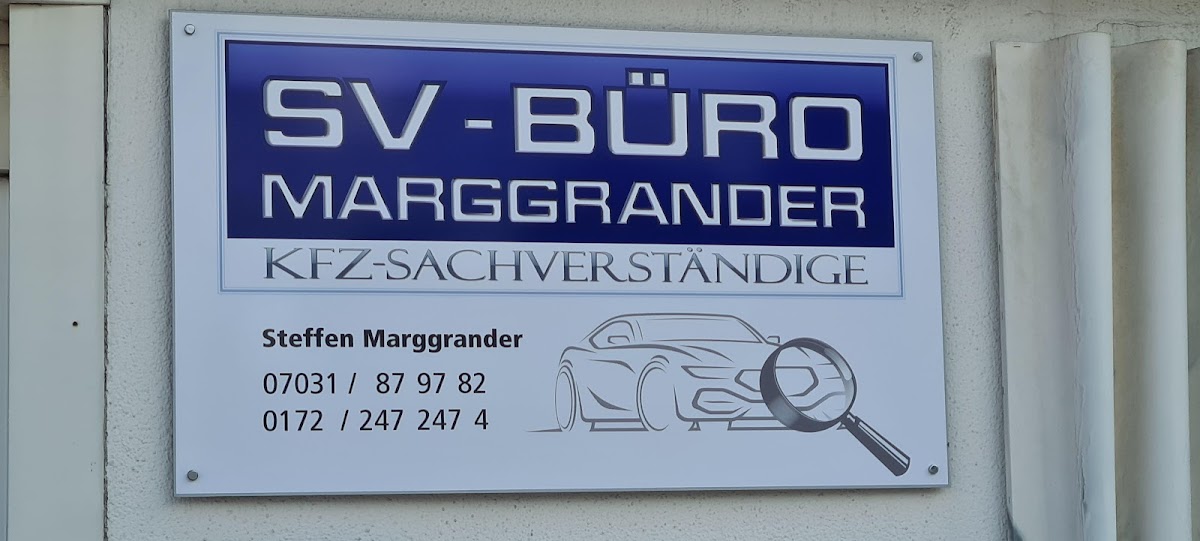 SV-BÜRO
MARGGRANDER
KFZ-SACHVERSTÄNDIGE
Steffen Marggrander
07031 / 87 97 82
0172 / 247 247 4